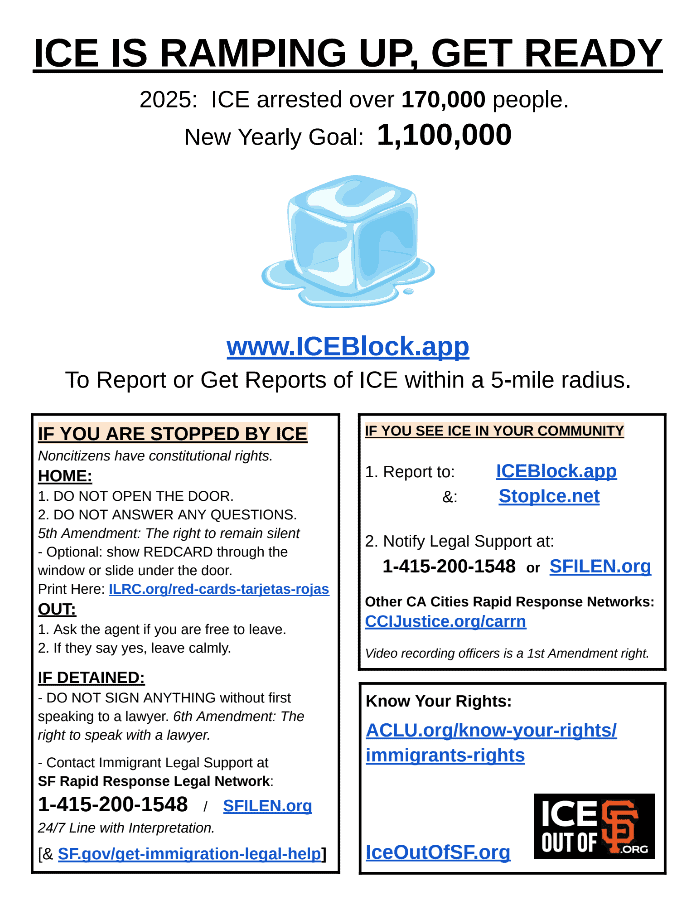 ICE IS RAMPING UP, GET READY
2025:  ICE arrested over 170,000 people.
New Yearly Goal:  1,100,000
www.ICEBlock.app
To Report or Get Reports of ICE within a 5-mile radius.
IF YOU ARE STOPPED BY ICE
Noncitizens have constitutional rights.
HOME:
1. DO NOT OPEN THE DOOR.
2. DO NOT ANSWER ANY QUESTIONS.
5th Amendment: The right to remain silent
- Optional: show REDCARD through the
window or slide under the door.
Print Here: ILRC.org/red-cards-tarjetas-rojas
OUT:
1. Ask the agent if you are free to leave.
2. If they say yes, leave calmly.
IF DETAINED:
- DO NOT SIGN ANYTHING without first
speaking to a lawyer. 6th Amendment: The
right to speak with a lawyer.
- Contact Immigrant Legal Support at
SF Rapid Response Legal Network:
1-415-200-1548 / SFILEN.org
24/7 Line with Interpretation.
[& SF.gov/get-immigration-legal-help]
IF YOU SEE ICE IN YOUR COMMUNITY
1. Report to: ICEBlock.app
&: StopIce.net
2. Notify Legal Support at:
1-415-200-1548 or SFILEN.org
Other CA Cities Rapid Response Networks:
CCIJustice.org/carrn
Video recording officers is a 1st Amendment right.
Know Your Rights:
ACLU.org/know-your-rights/
immigrants-rights
IceOutOfSF.org
ICE
OUT OF SF .ORG